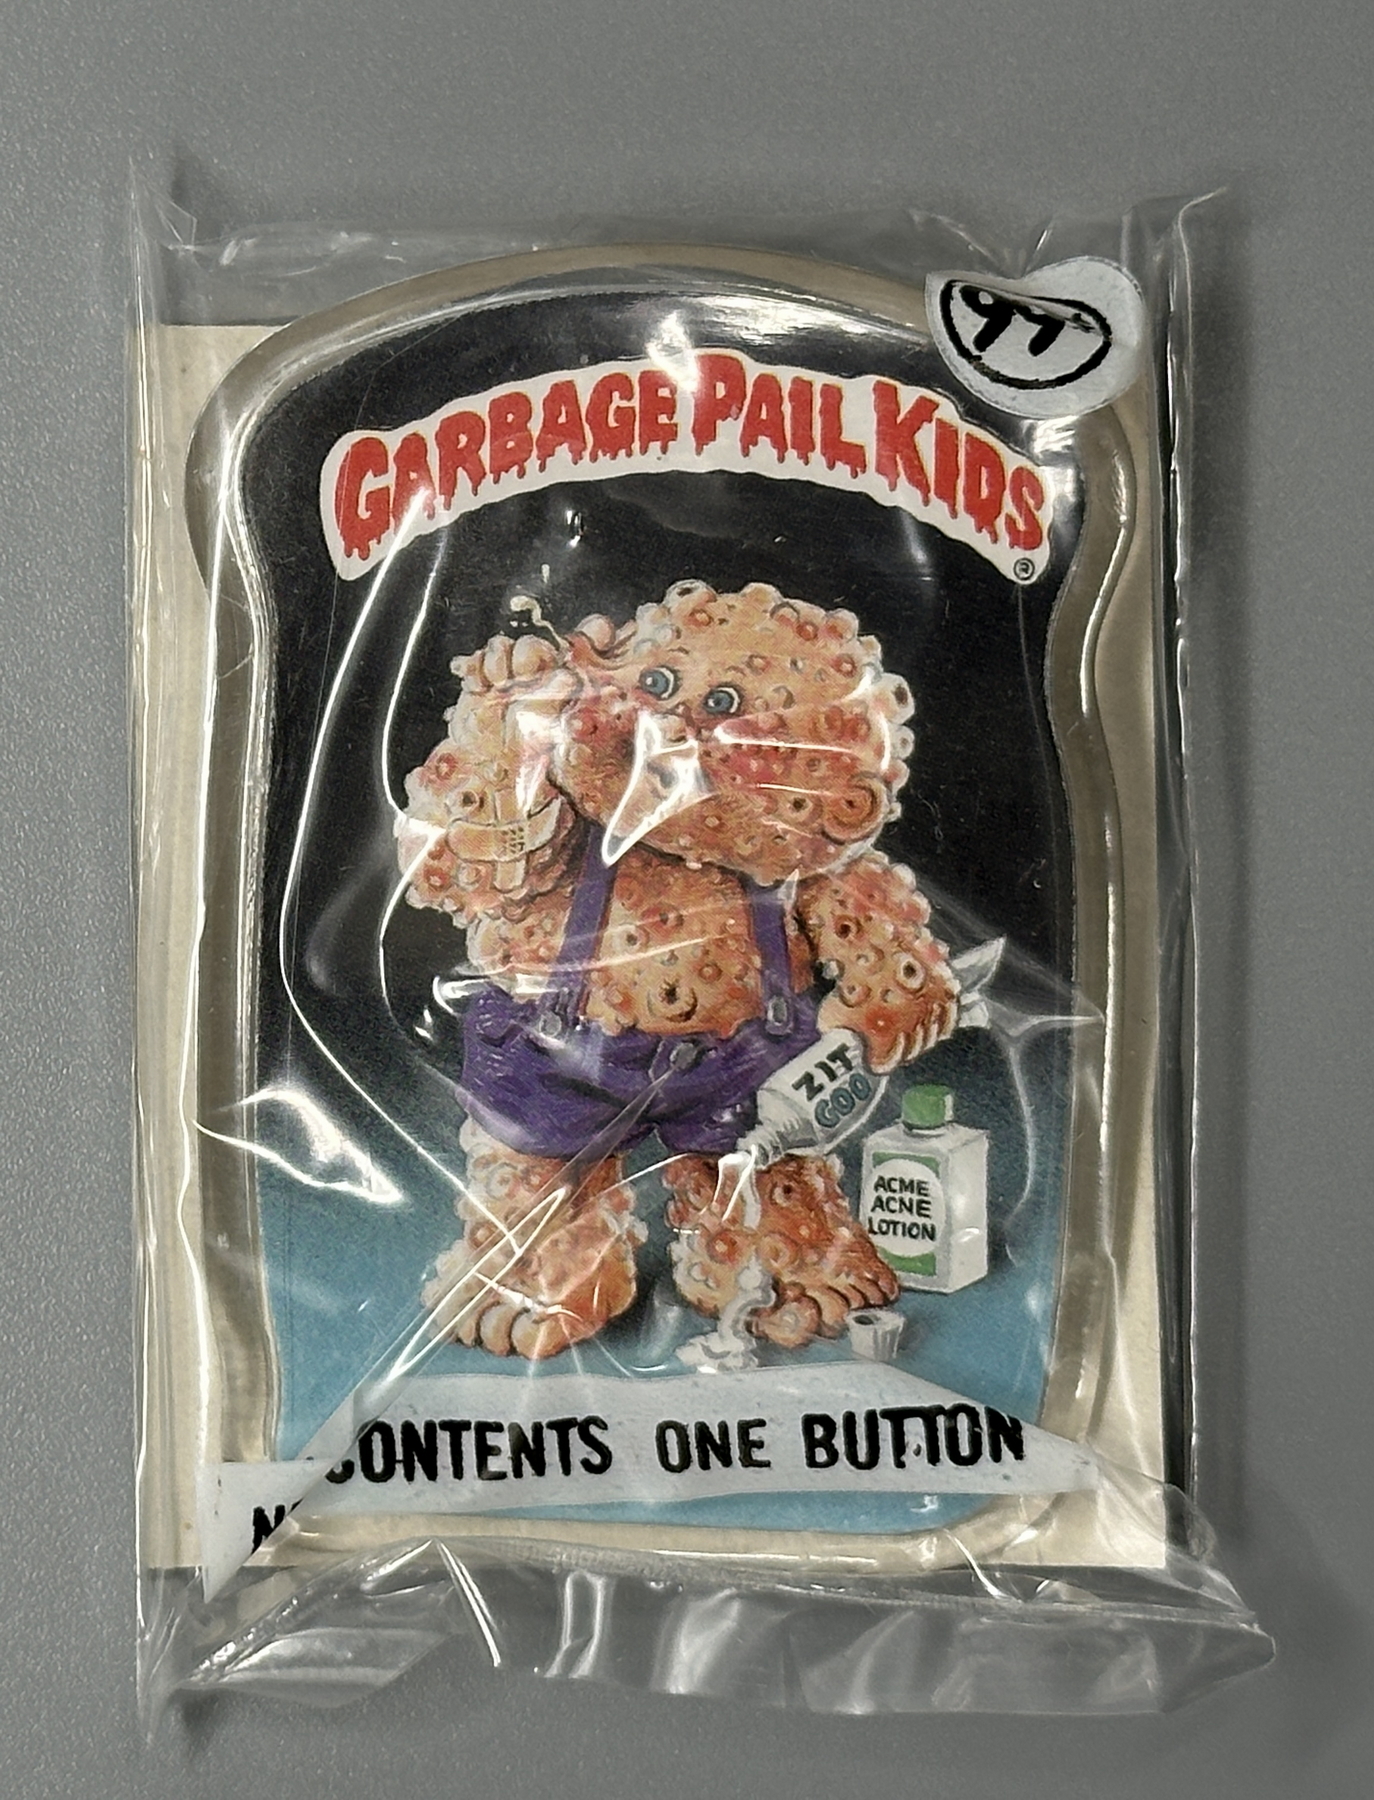 99
GARBAGE PAIL KIDS
®
ZIT
GOO
ACME
ACNE
LOTION
CONTENTS ONE BUTTON